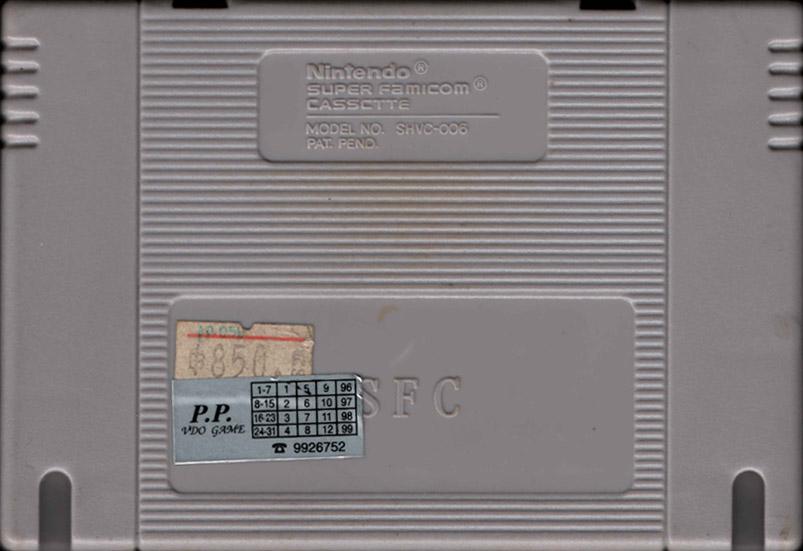 Nintendo®
SUPER Famicom®
CASSETTE
MODEL NO. SHVC-006
PAT. PEND.
850.
SFC
P.P.
VDO GAME
1-7 1 5 9 96
8-15 2 6 10 97
16-23 3 7 11 98
24-31 4 8 12 99
☎ 9926752